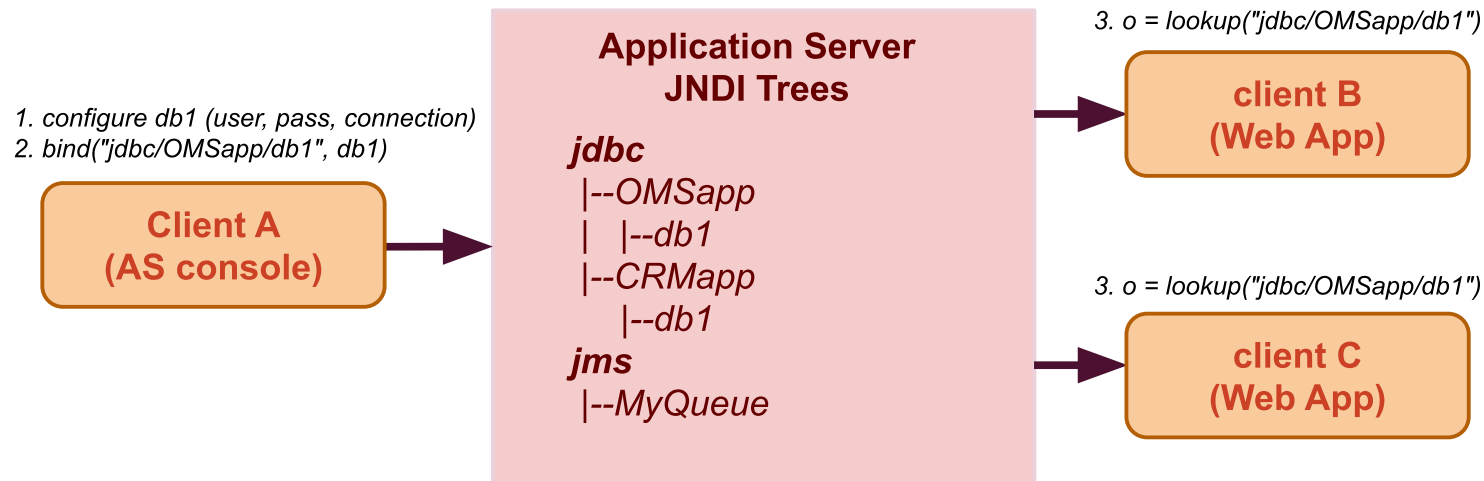 1. configure db1 (user, pass, connection)
2. bind("jdbc/OMSapp/db1", db1)
Client A
(AS console)
Application Server
JNDI Trees
jdbc
|--OMSapp
|   |--db1
|--CRMapp
    |--db1
jms
|--MyQueue
3. o = lookup("jdbc/OMSapp/db1")
client B
(Web App)
3. o = lookup("jdbc/OMSapp/db1")
client C
(Web App)